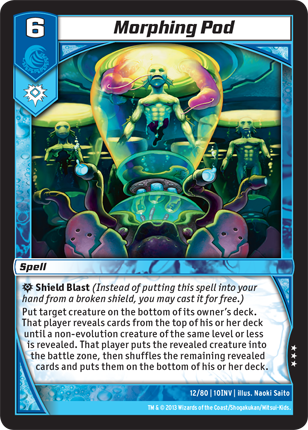 6
Morphing Pod
Spell
Shield Blast (Instead of putting this spell into your
hand from a broken shield, you may cast it for free.)
Put target creature on the bottom of its owner's deck.
That player reveals cards from the top of his or her deck
until a non-evolution creature of the same level or less
is revealed. That player puts the revealed creature into
the battle zone, then shuffles the remaining revealed
cards and puts them on the bottom of his or her deck.
12/80 | 10INV | illus. Naoki Saito
TM & © 2013 Wizards of the Coast/Shogakukan/Mitsui-Kids.